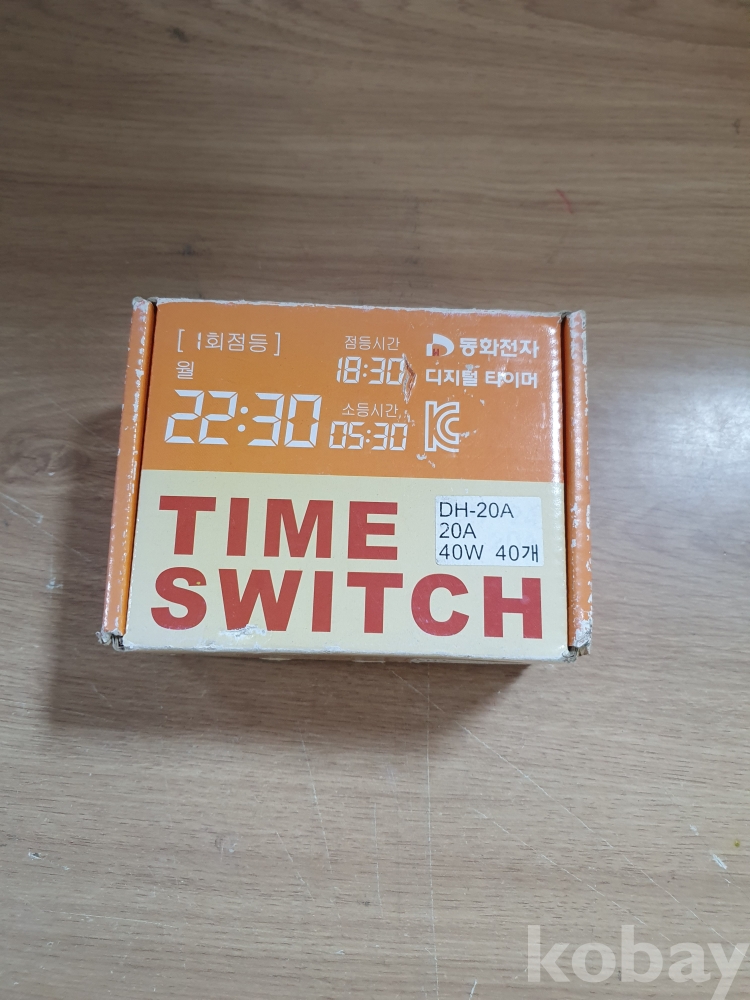 [1회점등]
월
22:30
점등시간
18:30
소등시간
05:30
동화전자
디지털 타이머
KC
TIME
SWITCH
DH-20A
20A
40W 40개
kobay